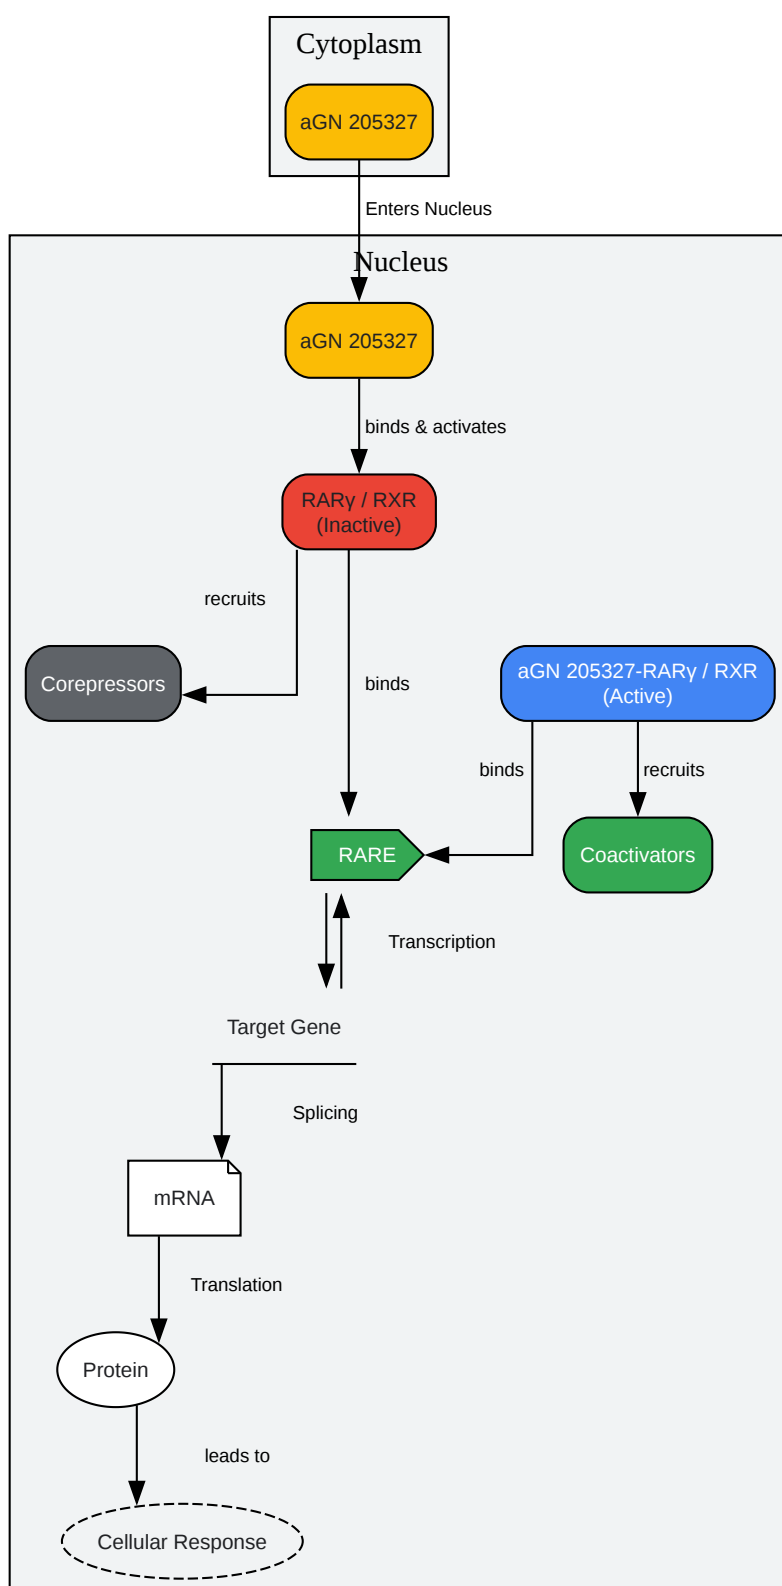 Cytoplasm
aGN 205327
Enters Nucleus
Nucleus
aGN 205327
binds & activates
RARγ / RXR
(Inactive)
recruits
Corepressors
binds
aGN 205327-RARγ / RXR
(Active)
binds
recruits
RARE
Coactivators
Transcription
Target Gene
Splicing
mRNA
Translation
Protein
leads to
Cellular Response